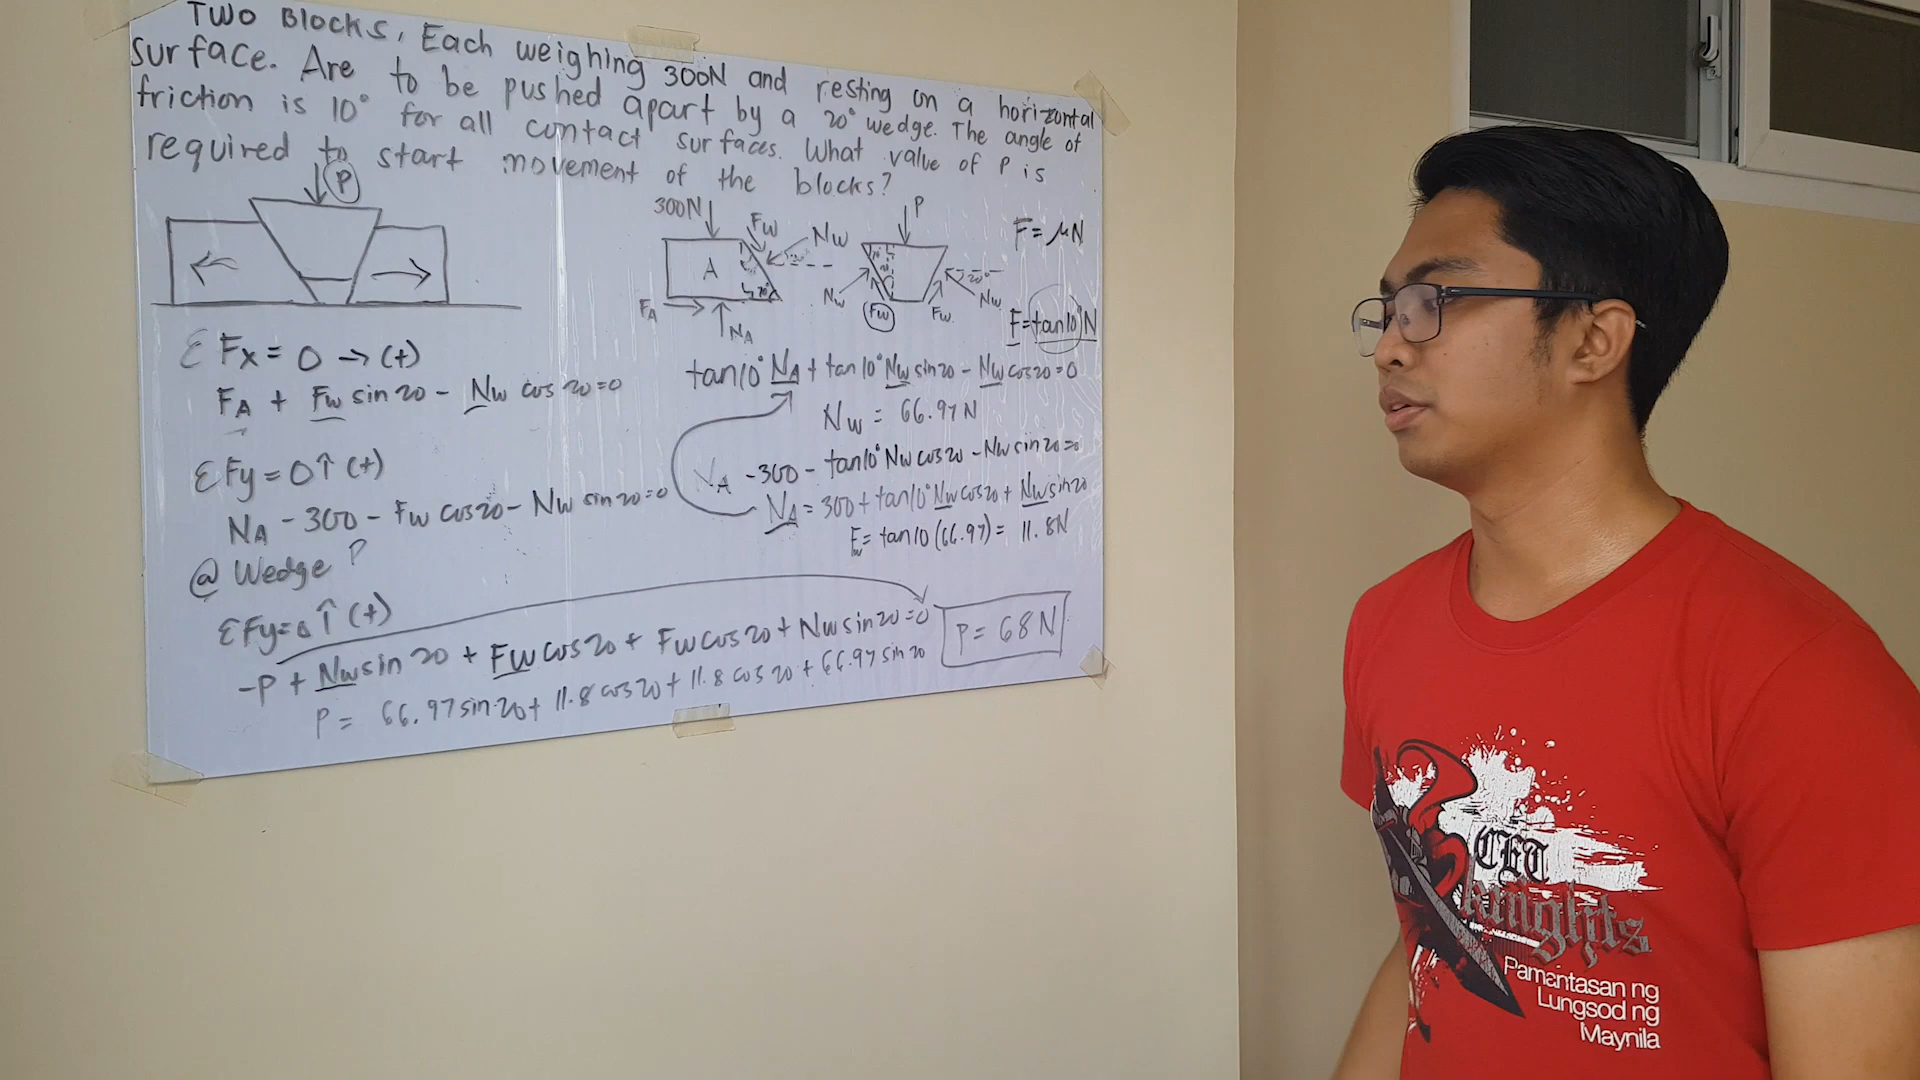 Two Blocks, Each weighing 300N and resting on a horizontal
surface. Are to be pushed apart by a 20° wedge. The angle of
friction is 10° for all contact surfaces. What value of P is
required to start movement of the blocks?
P
300N
Fw
Nw
A
20°
FA
NA
P
Nw
Fw
Fw
20°
Nw
F = μN
F = tan10°N
ΣFx = 0 → (+)
FA + Fw sin 20 - Nw cos 20 = 0
ΣFy = 0 ↑ (+)
NA - 300 - Fw cos 20 - Nw sin 20 = 0
@ Wedge P
ΣFy = 0 ↑ (+)
-P + Nw sin 20 + Fw cos 20 + Fw cos 20 + Nw sin 20 = 0
P = 66.97 sin 20 + 11.8 cos 20 + 11.8 cos 20 + 66.97 sin 20
tan10° NA + tan10° Nw sin 20 - Nw cos 20 = 0
Nw = 66.97 N
NA - 300 - tan10° Nw cos 20 - Nw sin 20 = 0
NA = 300 + tan10° Nw cos 20 + Nw sin 20
Fw = tan10 (66.97) = 11.8N
P = 68 N
CET
knights
Pamantasan ng
Lungsod ng
Maynila